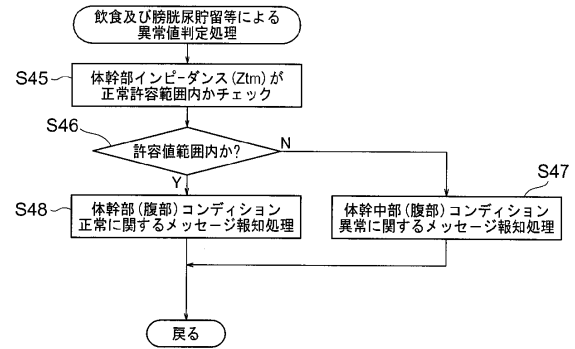 飲食及び膀胱尿貯留等による
異常値判定処理
S45
体幹部インピーダンス(Ztm)が
正常許容範囲内かチェック
S46
許容値範囲内か?
N
Y
S47
S48
体幹部(腹部)コンディション
正常に関するメッセージ報知処理
体幹中部(腹部)コンディション
異常に関するメッセージ報知処理
戻る